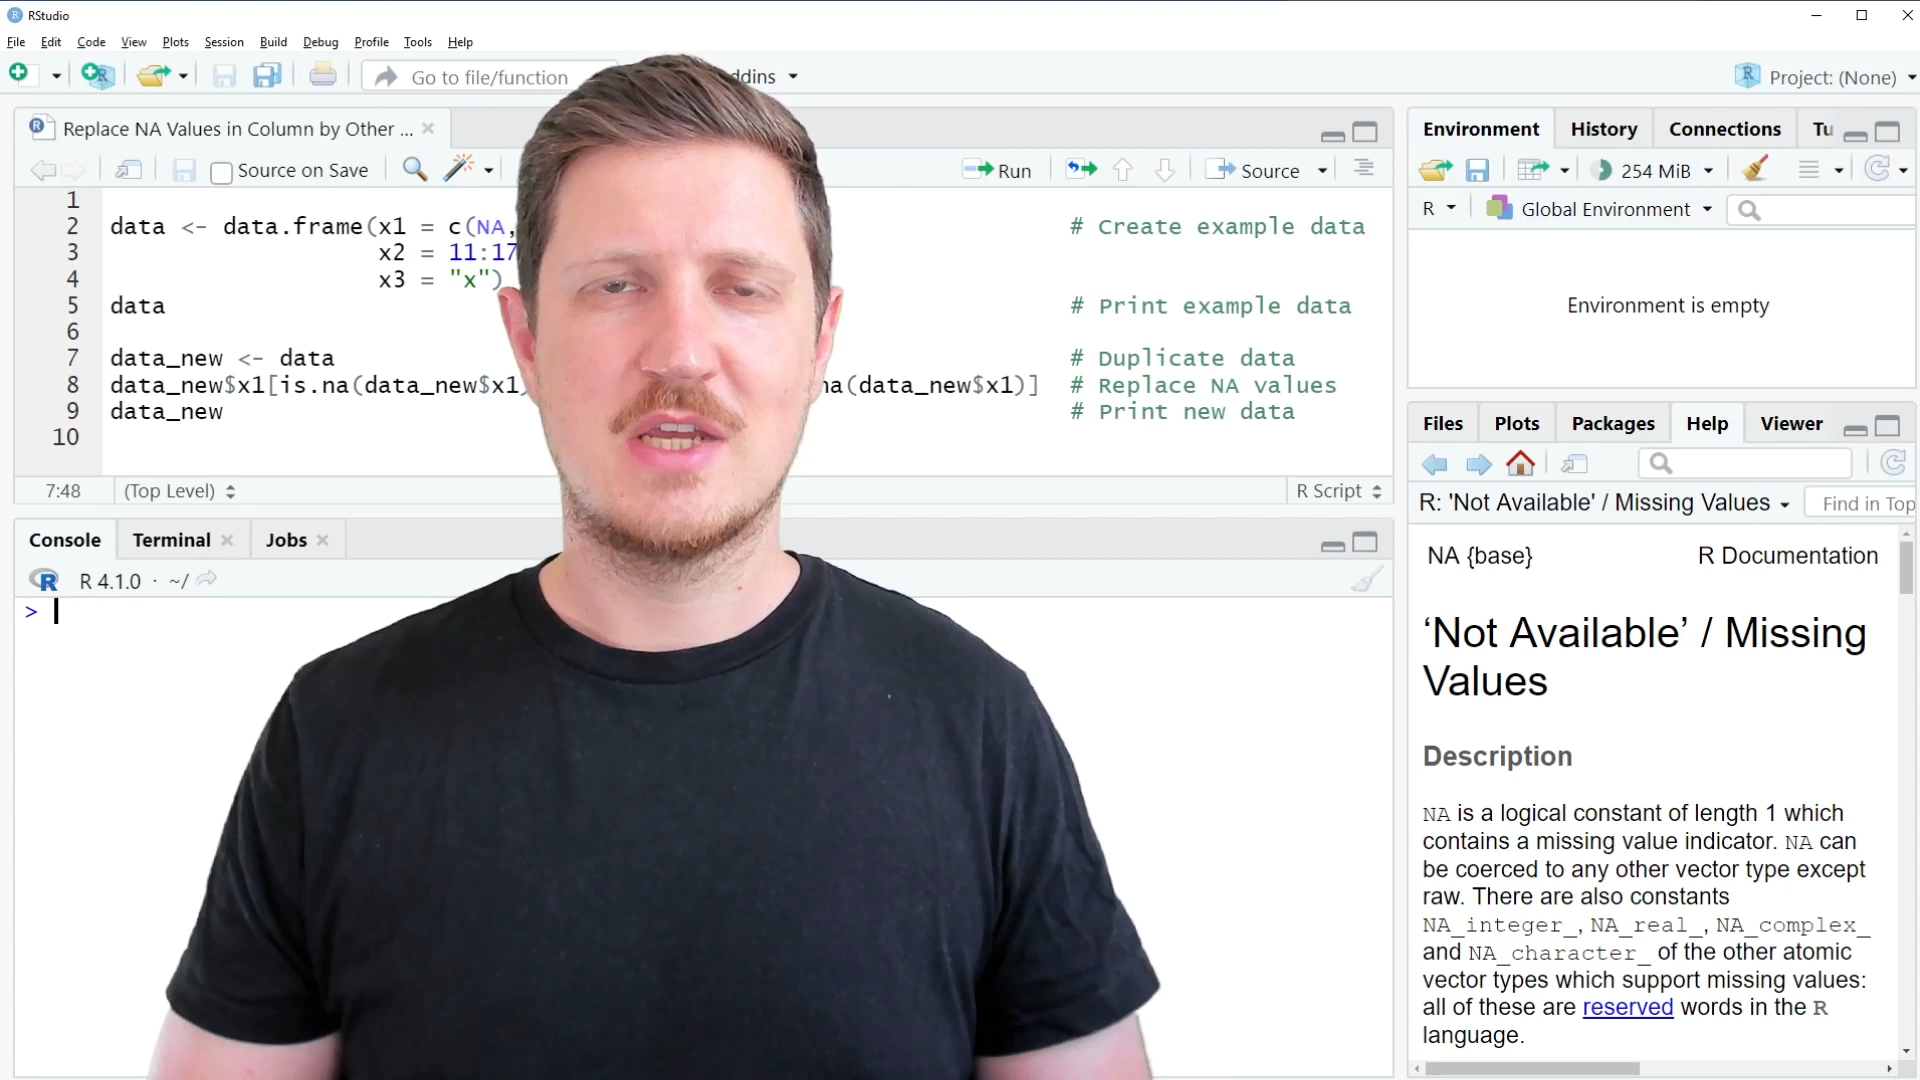 RStudio
File Edit Code View Plots Session Build Debug Profile Tools Help
Go to file/function
Project: (None)
Replace NA Values in Column by Other ...
Source on Save
Run
Source
1
2 data <- data.frame(x1 = c(NA, # Create example data
3 x2 = 11:17
4 x3 = "x")
5 data # Print example data
6
7 data_new <- data # Duplicate data
8 data_new$x1[is.na(data_new$x1) na(data_new$x1)] # Replace NA values
9 data_new # Print new data
10
7:48 (Top Level) R Script
Console Terminal Jobs
R 4.1.0 · ~/
>
Environment History Connections Tu
254 MiB
R Global Environment
Environment is empty
Files Plots Packages Help Viewer
R: 'Not Available' / Missing Values Find in Top
NA {base} R Documentation
‘Not Available’ / Missing
Values
Description
NA is a logical constant of length 1 which
contains a missing value indicator. NA can
be coerced to any other vector type except
raw. There are also constants
NA_integer_, NA_real_, NA_complex_
and NA_character_ of the other atomic
vector types which support missing values:
all of these are reserved words in the R
language.